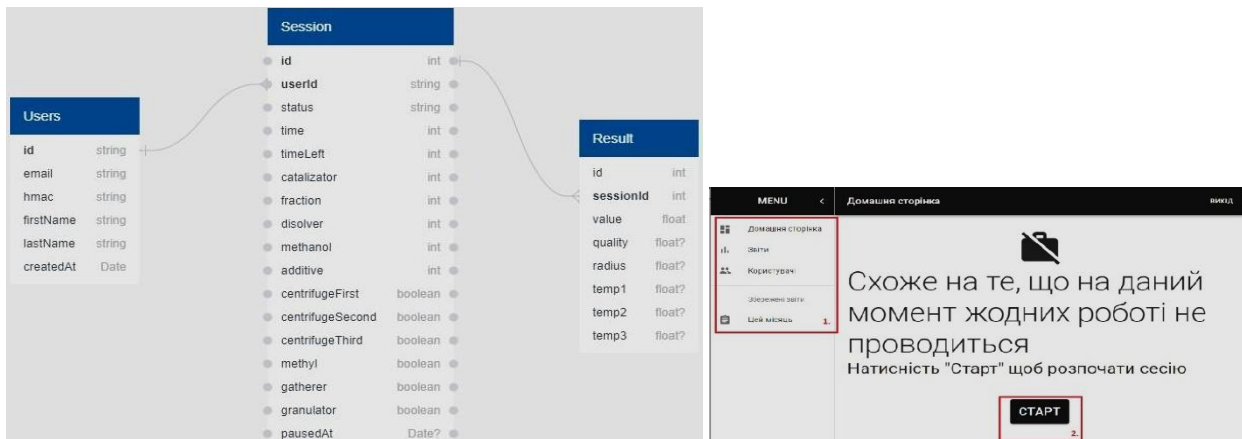 Users
id string
email string
hmac string
firstName string
lastName string
createdAt Date
Session
id int
userId string
status string
time int
timeLeft int
catalizator int
fraction int
disolver int
methanol int
additive int
centrifugeFirst boolean
centrifugeSecond boolean
centrifugeThird boolean
methyl boolean
gatherer boolean
granulator boolean
pausedAt Date?
Result
id int
sessionId int
value float
quality float?
radius float?
temp1 float?
temp2 float?
temp3 float?
MENU <
Домашня сторінка
Звіти
Користувачі
Збережені звіти
Цей місяць 1.
Домашня сторінка ВИХІД
Схоже на те, що на даний
момент жодних роботі не
проводиться
Натисність "Старт" щоб розпочати сесію
СТАРТ
2.